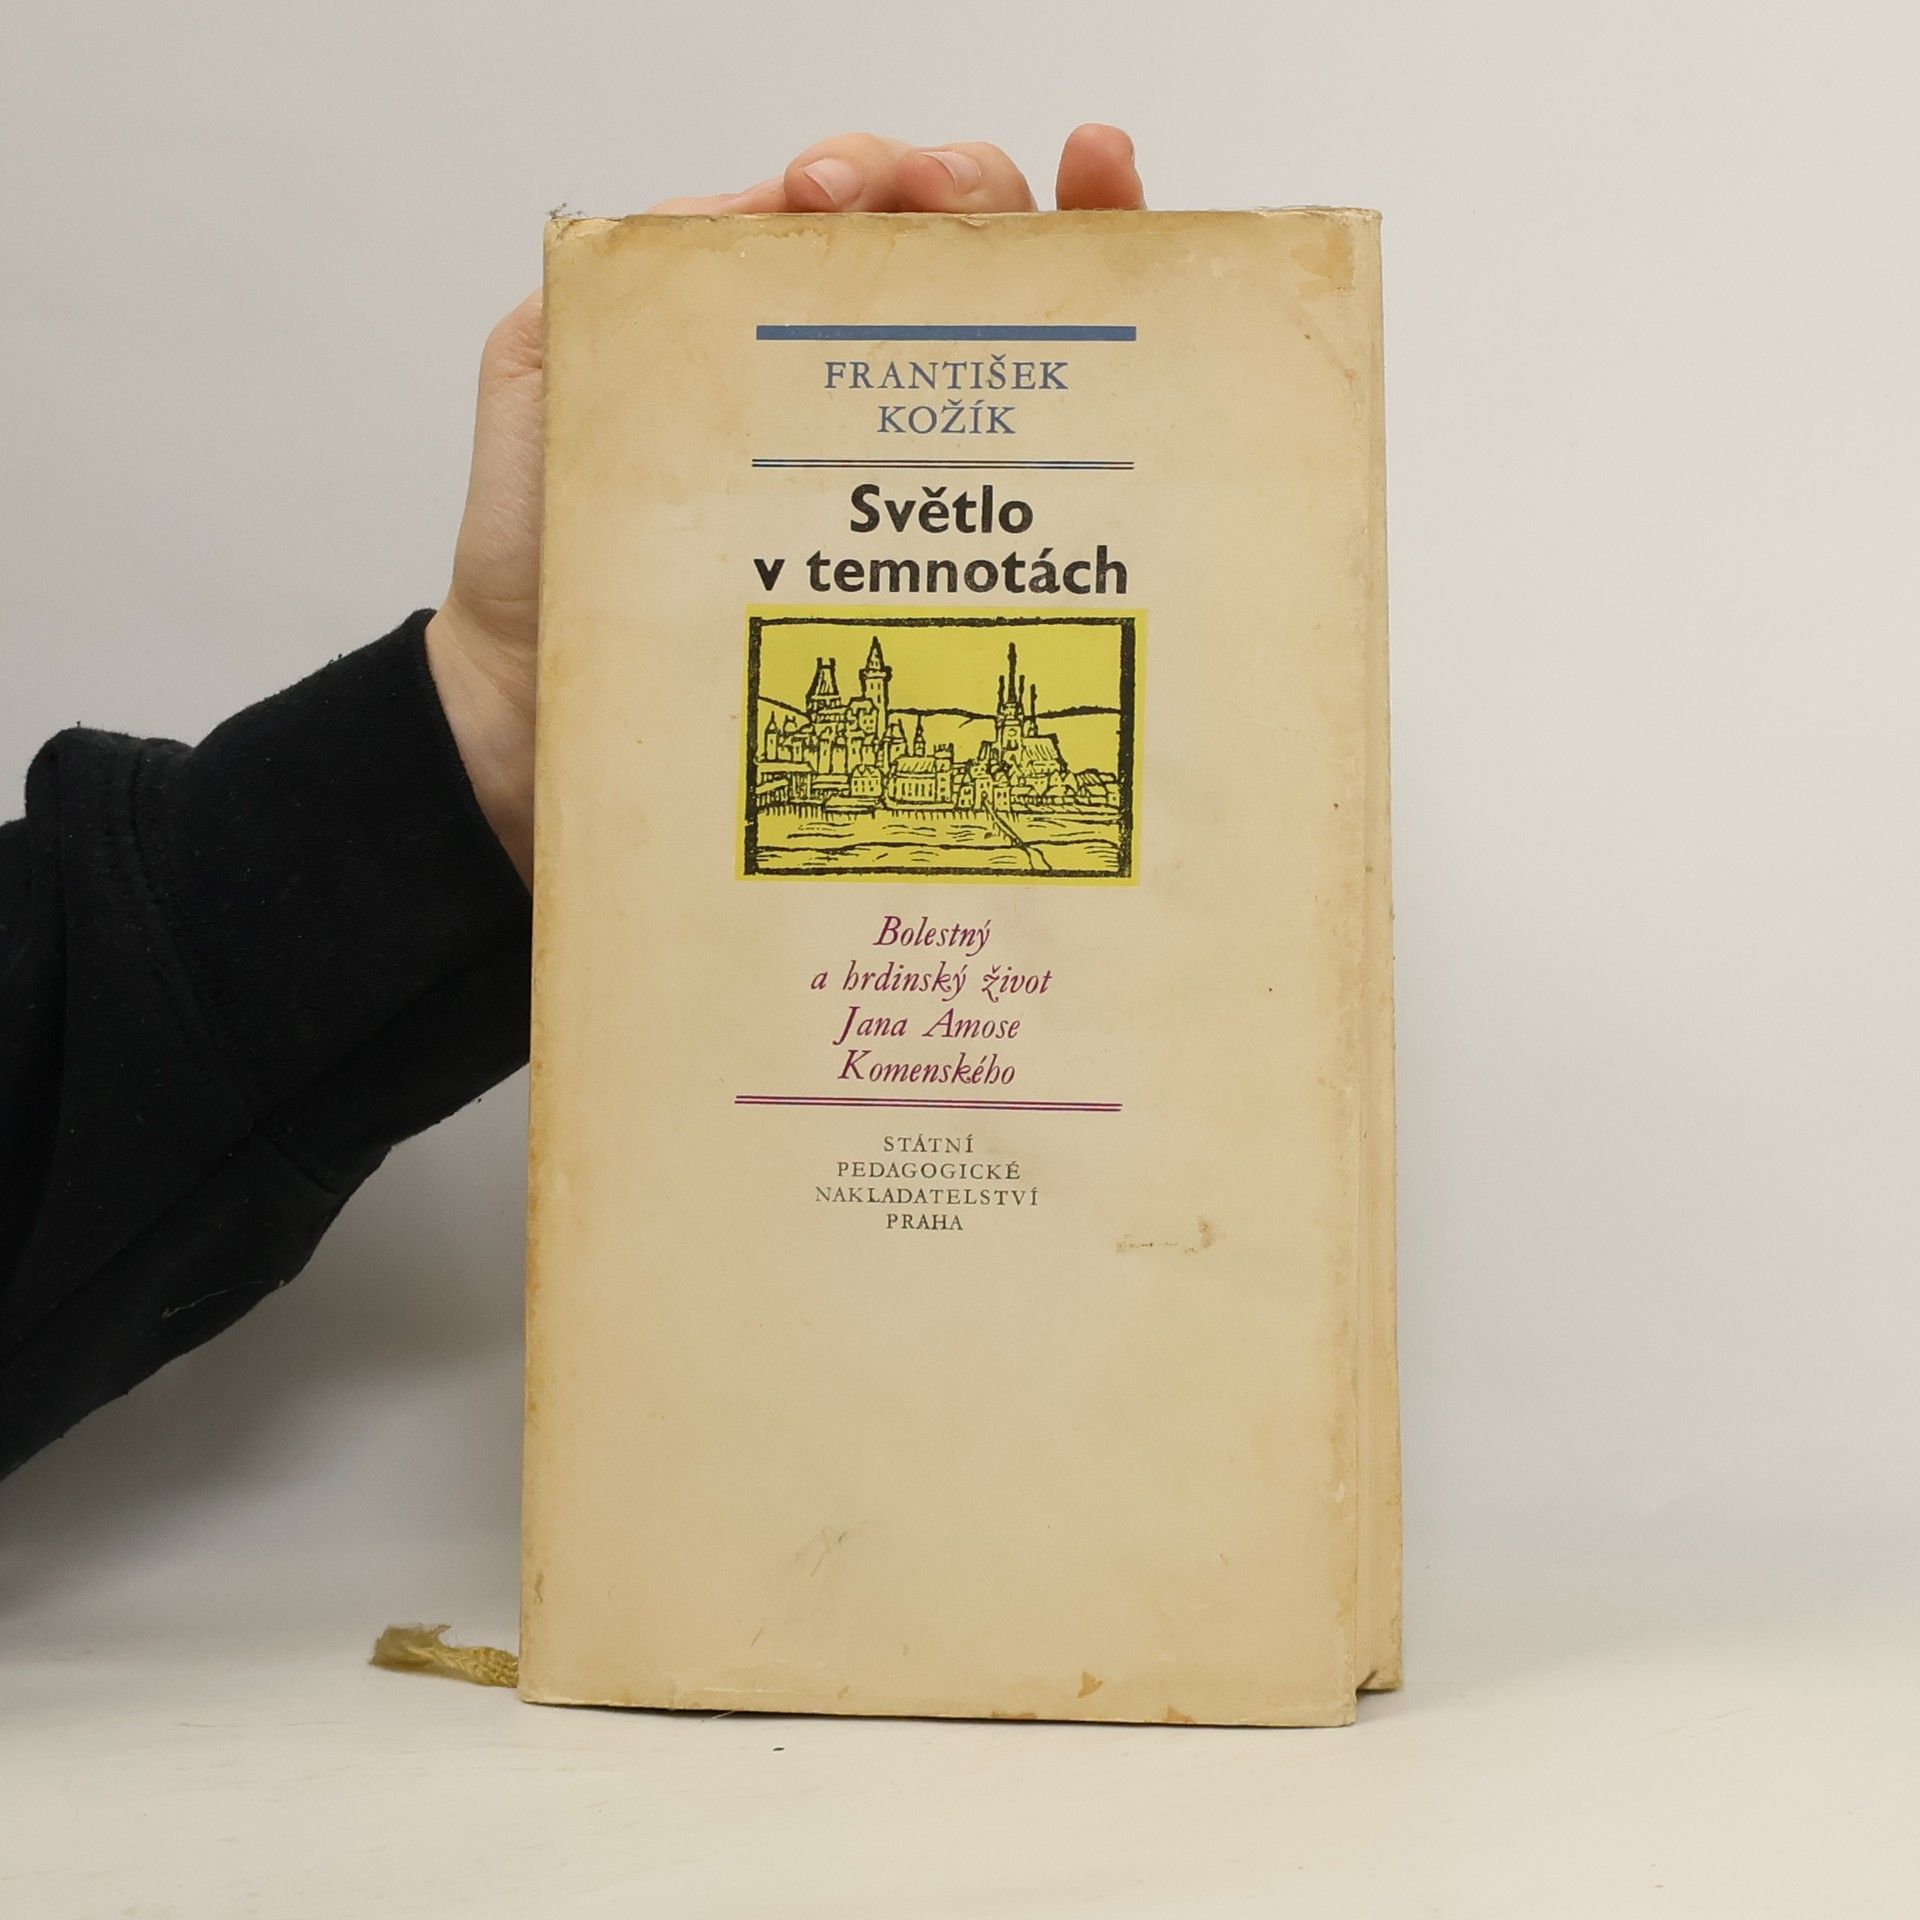 FRANTIŠEK
KOŽÍK
Světlo
v temnotách
Bolestný
a hrdinský život
Jana Amose
Komenského
STÁTNÍ
PEDAGOGICKÉ
NAKLADATELSTVÍ
PRAHA